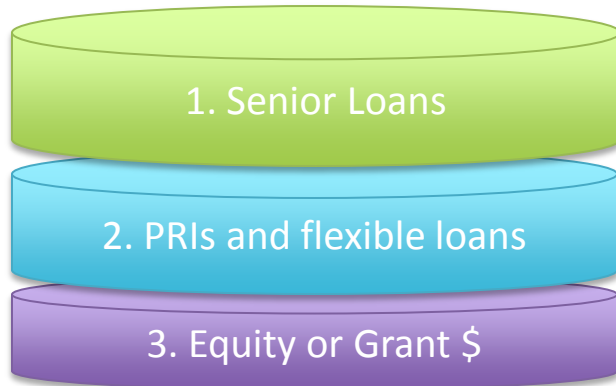 1. Senior Loans
2. PRIs and flexible loans
3. Equity or Grant $